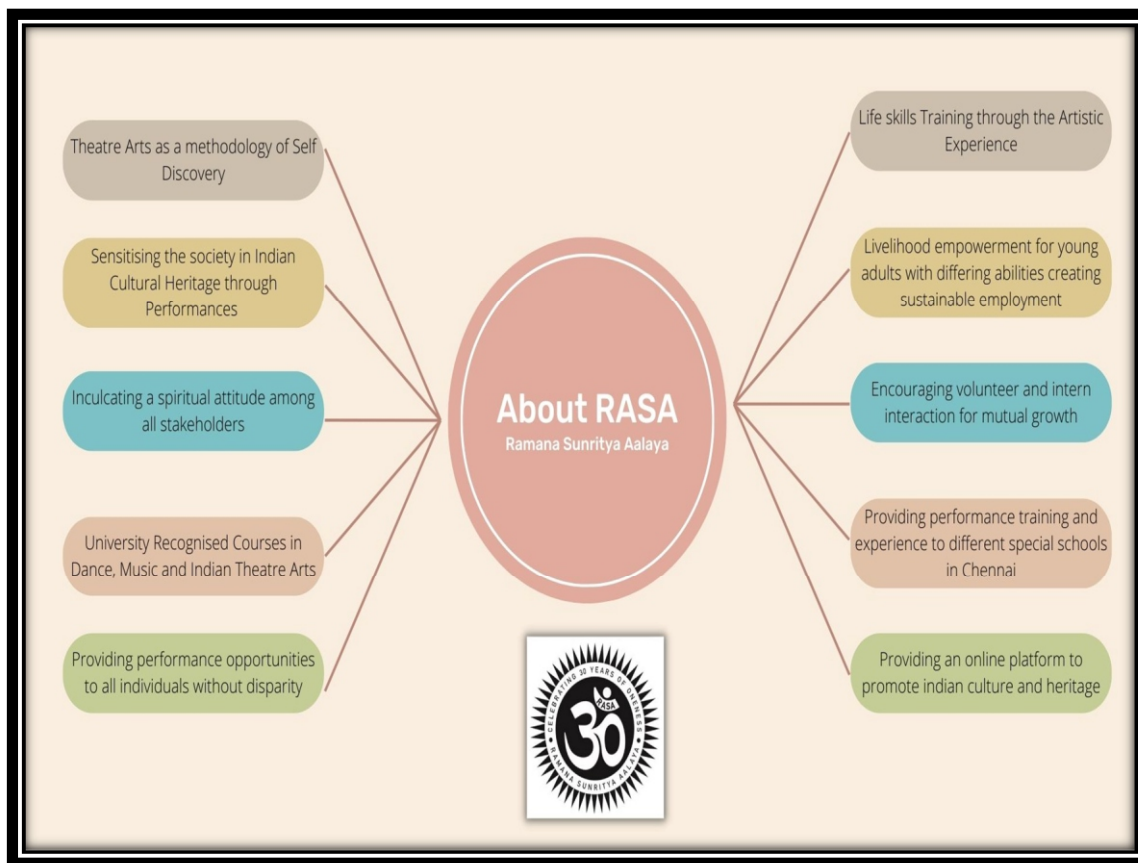 Theatre Arts as a methodology of Self
Discovery
Sensitising the society in Indian
Cultural Heritage through
Performances
Inculcating a spiritual attitude among
all stakeholders
University Recognised Courses in
Dance, Music and Indian Theatre Arts
Providing performance opportunities
to all individuals without disparity
About RASA
Ramana Sunritya Aalaya
CELEBRATING 30 YEARS OF ONENESS
RASA
30
RAMANA SUNRITYA AALAYA
Life skills Training through the Artistic
Experience
Livelihood empowerment for young
adults with differing abilities creating
sustainable employment
Encouraging volunteer and intern
interaction for mutual growth
Providing performance training and
experience to different special schools
in Chennai
Providing an online platform to
promote indian culture and heritage